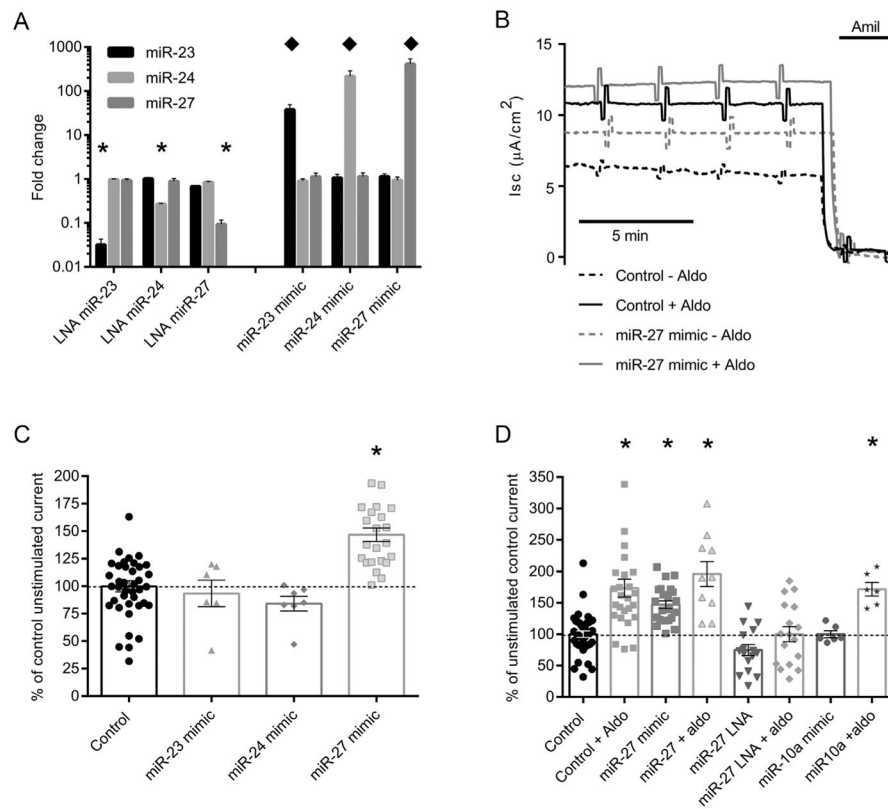 A
Fold change
1000
100
10
1
0.1
0.01
miR-23
miR-24
miR-27
*
*
*
LNA miR-23
LNA miR-24
LNA mirR-27
miR-23 mimic
miR-24 mimic
miR-27 mimic
B
Amil
Isc (µA/cm²)
15
10
5
0
5 min
Control - Aldo
Control + Aldo
miR-27 mimic - Aldo
miR-27 mimic + Aldo
C
% of control unstimulated current
200
175
150
125
100
75
50
25
0
*
Control
miR-23 mimic
miR-24 mimic
miR-27 mimic
D
% of unstimulated control current
350
300
250
200
150
100
50
0
*
*
*
*
Control
Control + Aldo
miR-27 mimic
miR-27 + aldo
miR-27 LNA
miR-27 LNA + aldo
miR-10a mimic
miR10a +aldo